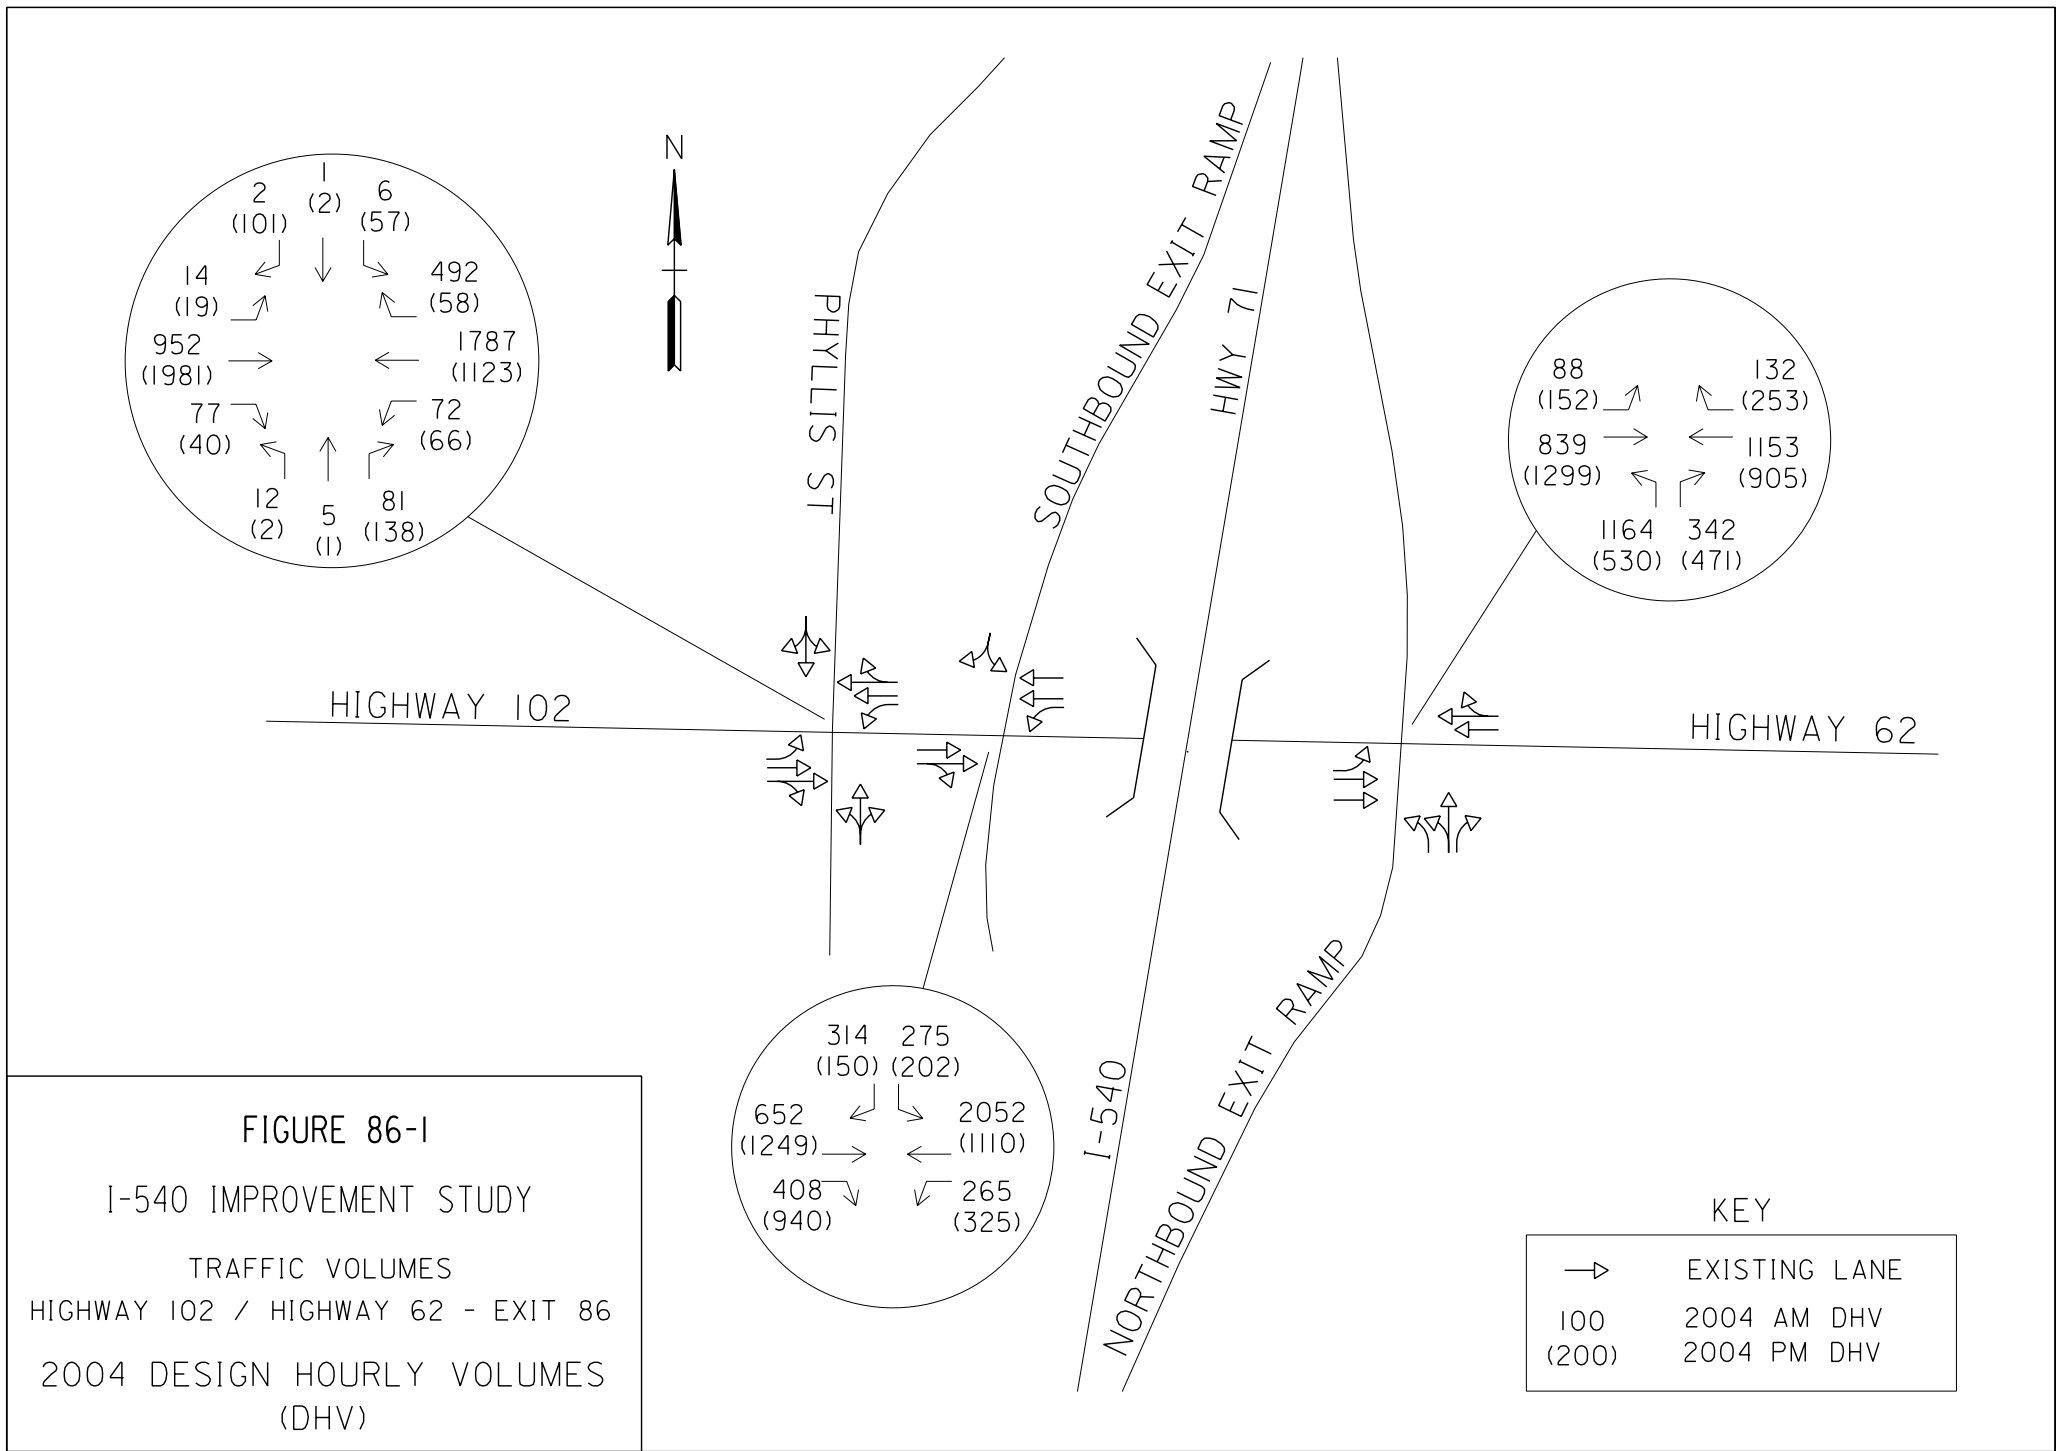 N
1
2
6
(2)
(101)
(57)
14
492
(19)
(58)
952
1787
(1981)
(1123)
77
72
(40)
(66)
12
5
81
(2)
(1)
(138)
PHYLLIS ST
SOUTHBOUND EXIT RAMP
HWY 71
88
132
(152)
(253)
839
1153
(1299)
(905)
1164
342
(530)
(471)
HIGHWAY 102
HIGHWAY 62
314
275
(150)
(202)
652
2052
(1249)
(1110)
408
265
(940)
(325)
I-540
NORTHBOUND EXIT RAMP
FIGURE 86-1
I-540 IMPROVEMENT STUDY
TRAFFIC VOLUMES
HIGHWAY 102 / HIGHWAY 62 - EXIT 86
2004 DESIGN HOURLY VOLUMES
(DHV)
KEY
EXISTING LANE
100 2004 AM DHV
(200) 2004 PM DHV